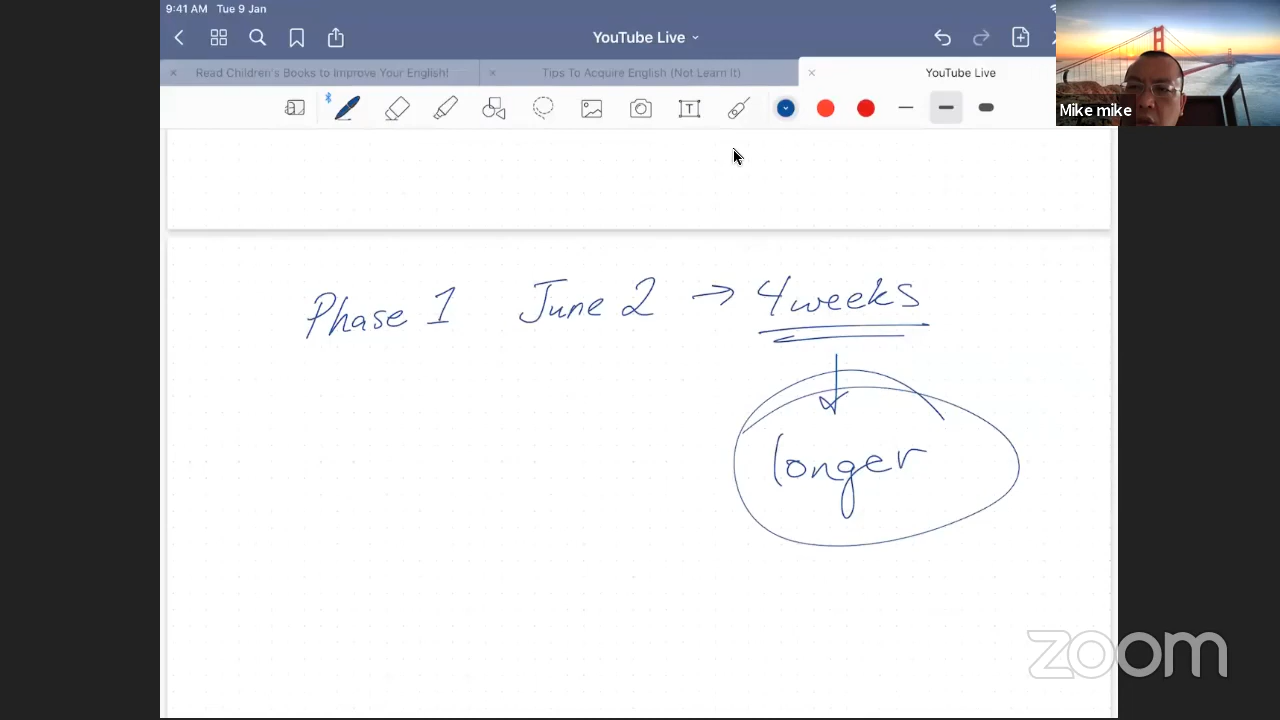 9:41 AM Tue 9 Jan
YouTube Live
Read Children's Books to Improve Your English!
Tips To Acquire English (Not Learn It)
YouTube Live
Mike mike
Phase 1 June 2 → 4 weeks
longer
zoom